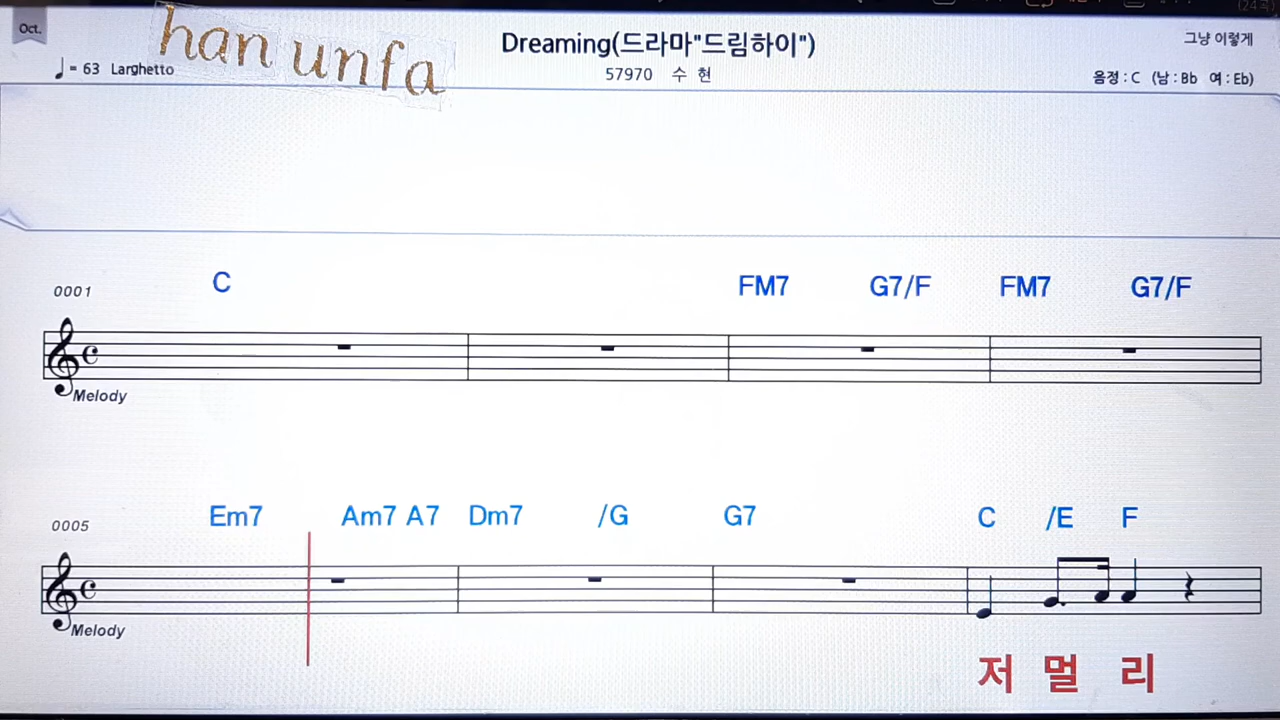 Oct.
han unfa
Dreaming(드라마"드림하이")
그냥 이렇게
♩= 63 Larghetto
57970 수 현
음정 : C (남 : Bb 여 : Eb)
0001
C FM7 G7/F FM7 G7/F
Melody
0005
Em7 Am7 A7 Dm7 /G G7 C /E F
Melody
저 멀 리